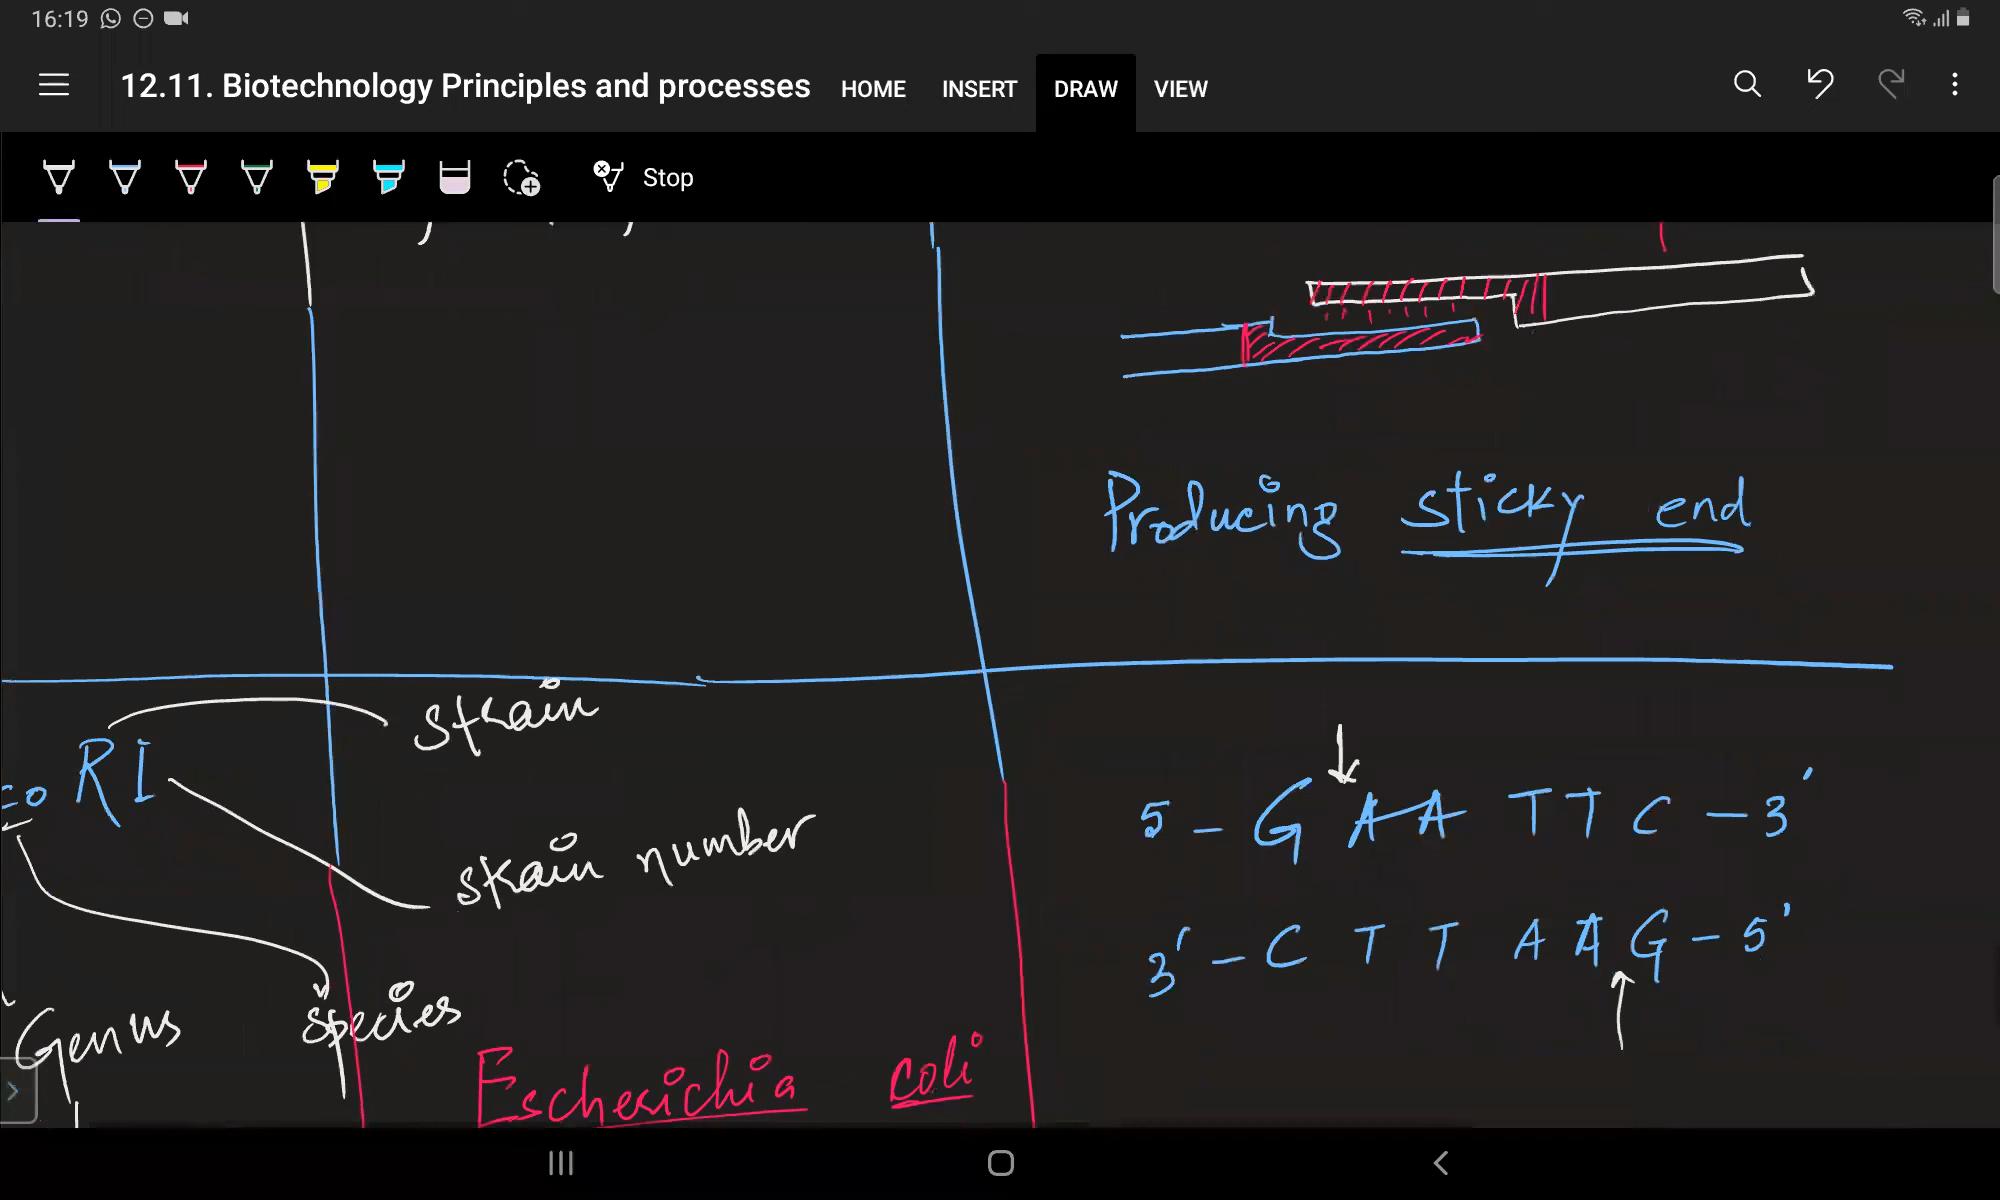 16:19
12.11. Biotechnology Principles and processes HOME INSERT DRAW VIEW
Stop
Producing sticky end
strain
RI
strain number
Genus
species
Escherichia coli
5 - G A A T T C - 3'
3' - C T T A A G - 5'